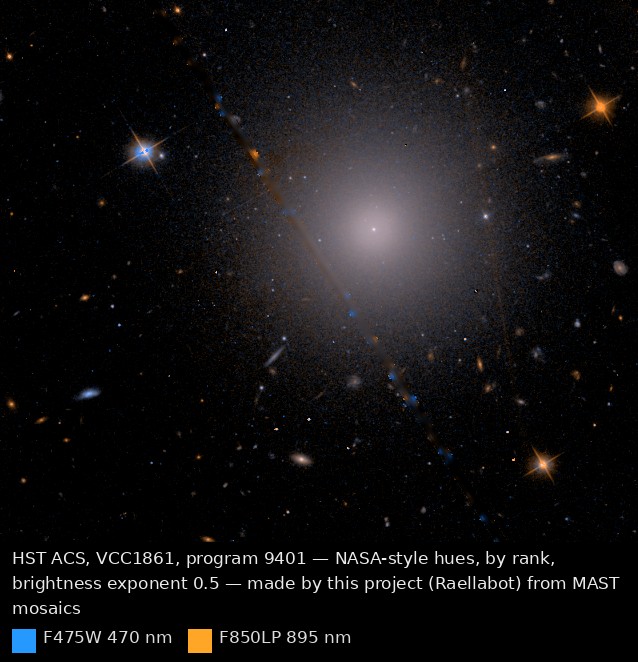 HST ACS, VCC1861, program 9401 — NASA-style hues, by rank,
brightness exponent 0.5 — made by this project (Raellabot) from MAST
mosaics
F475W 470 nm F850LP 895 nm